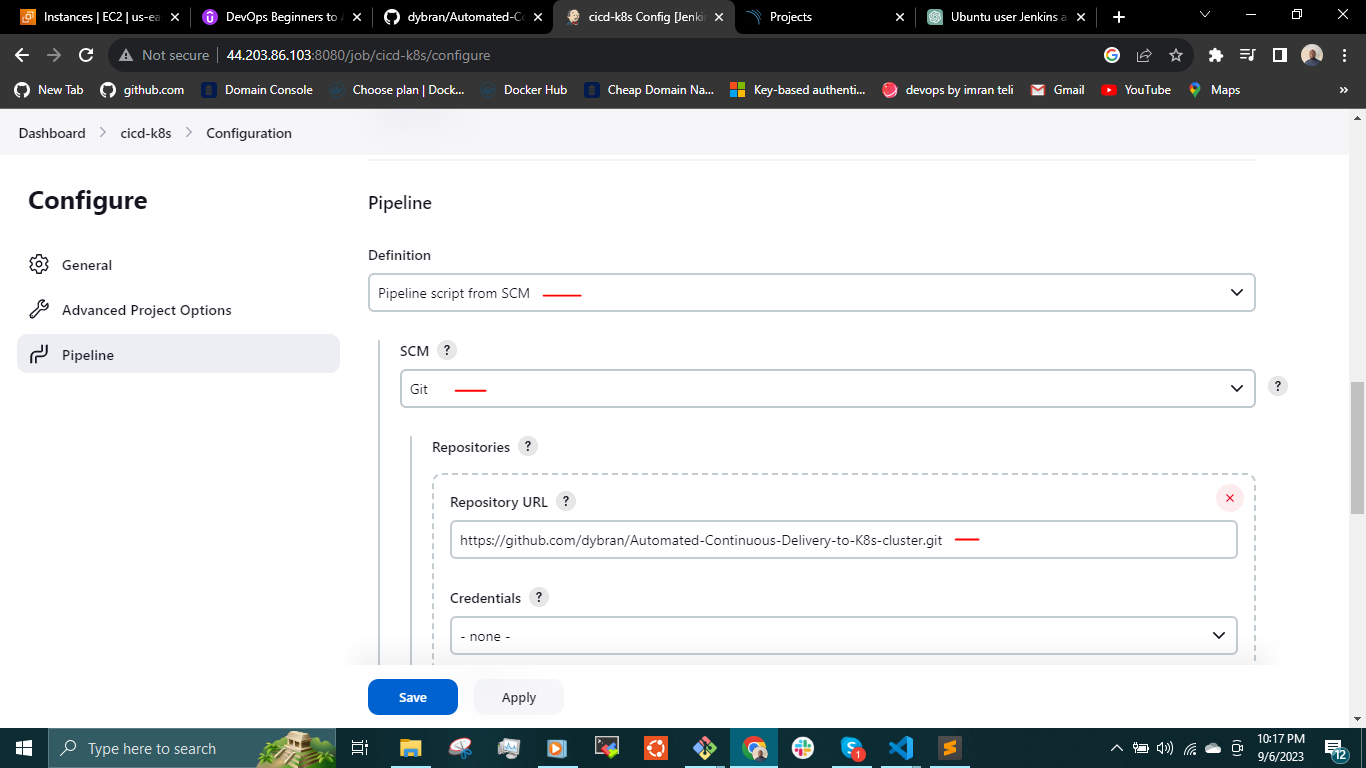 Instances | EC2 | us-ea
DevOps Beginners to A
dybran/Automated-Co
cicd-k8s Config [Jenki
Projects
Ubuntu user Jenkins a
Not secure
44.203.86.103:8080/job/cicd-k8s/configure
New Tab
github.com
Domain Console
Choose plan | Dock...
Docker Hub
Cheap Domain Na...
Key-based authenti...
devops by imran teli
Gmail
YouTube
Maps
»
Dashboard
cicd-k8s
Configuration
Configure
General
Advanced Project Options
Pipeline
Pipeline
Definition
Pipeline script from SCM
SCM ?
Git
?
Repositories ?
Repository URL ?
https://github.com/dybran/Automated-Continuous-Delivery-to-K8s-cluster.git
Credentials ?
- none -
Save
Apply
Type here to search
1
10:17 PM
9/6/2023
12